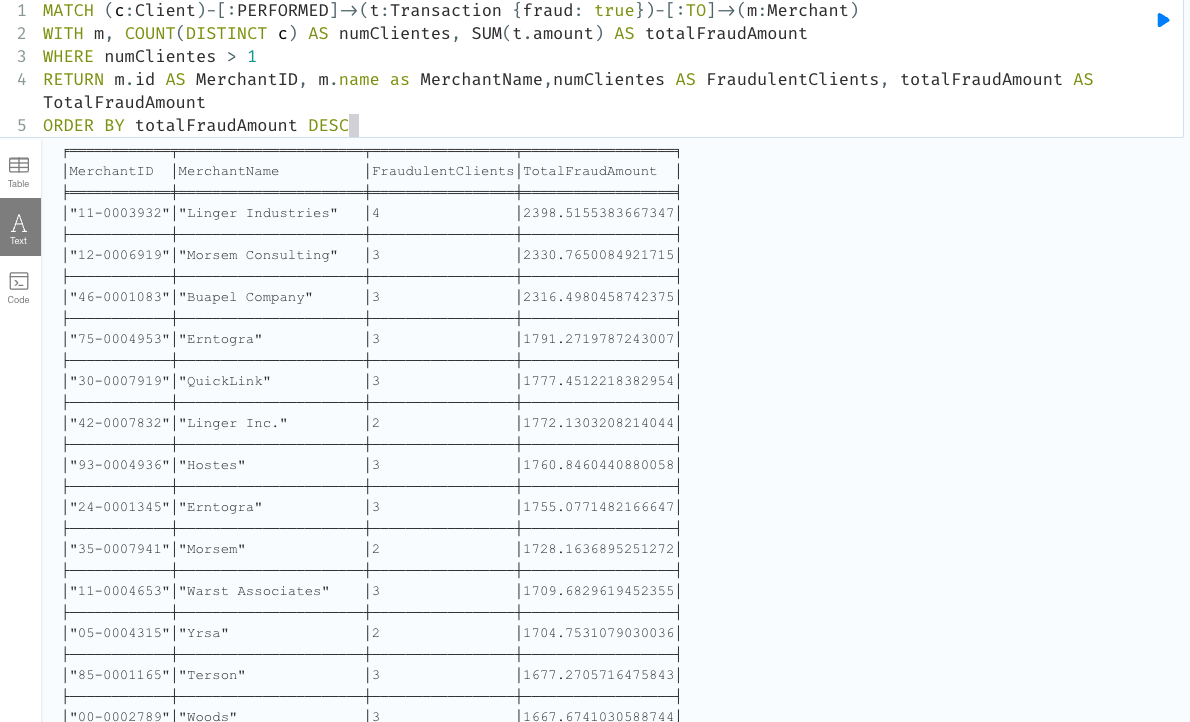 1 MATCH (c:Client)-[:PERFORMED]->(t:Transaction {fraud: true})-[:TO]->(m:Merchant)
2 WITH m, COUNT(DISTINCT c) AS numClientes, SUM(t.amount) AS totalFraudAmount
3 WHERE numClientes > 1
4 RETURN m.id AS MerchantID, m.name as MerchantName,numClientes AS FraudulentClients, totalFraudAmount AS
TotalFraudAmount
5 ORDER BY totalFraudAmount DESC
Table
Text
Code
MerchantID MerchantName FraudulentClients TotalFraudAmount
"11-0003932" "Linger Industries" 4 2398.5155383667347
"12-0006919" "Morsem Consulting" 3 2330.7650084921715
"46-0001083" "Buapel Company" 3 2316.4980458742375
"75-0004953" "Erntogra" 3 1791.2719787243007
"30-0007919" "QuickLink" 3 1777.4512218382954
"42-0007832" "Linger Inc." 2 1772.1303208214044
"93-0004936" "Hostes" 3 1760.8460440880058
"24-0001345" "Erntogra" 3 1755.0771482166647
"35-0007941" "Morsem" 2 1728.1636895251272
"11-0004653" "Warst Associates" 3 1709.6829619452355
"05-0004315" "Yrsa" 2 1704.7531079030036
"85-0001165" "Terson" 3 1677.2705716475843
"00-0002789" "Woods" 3 1667.6741030588744